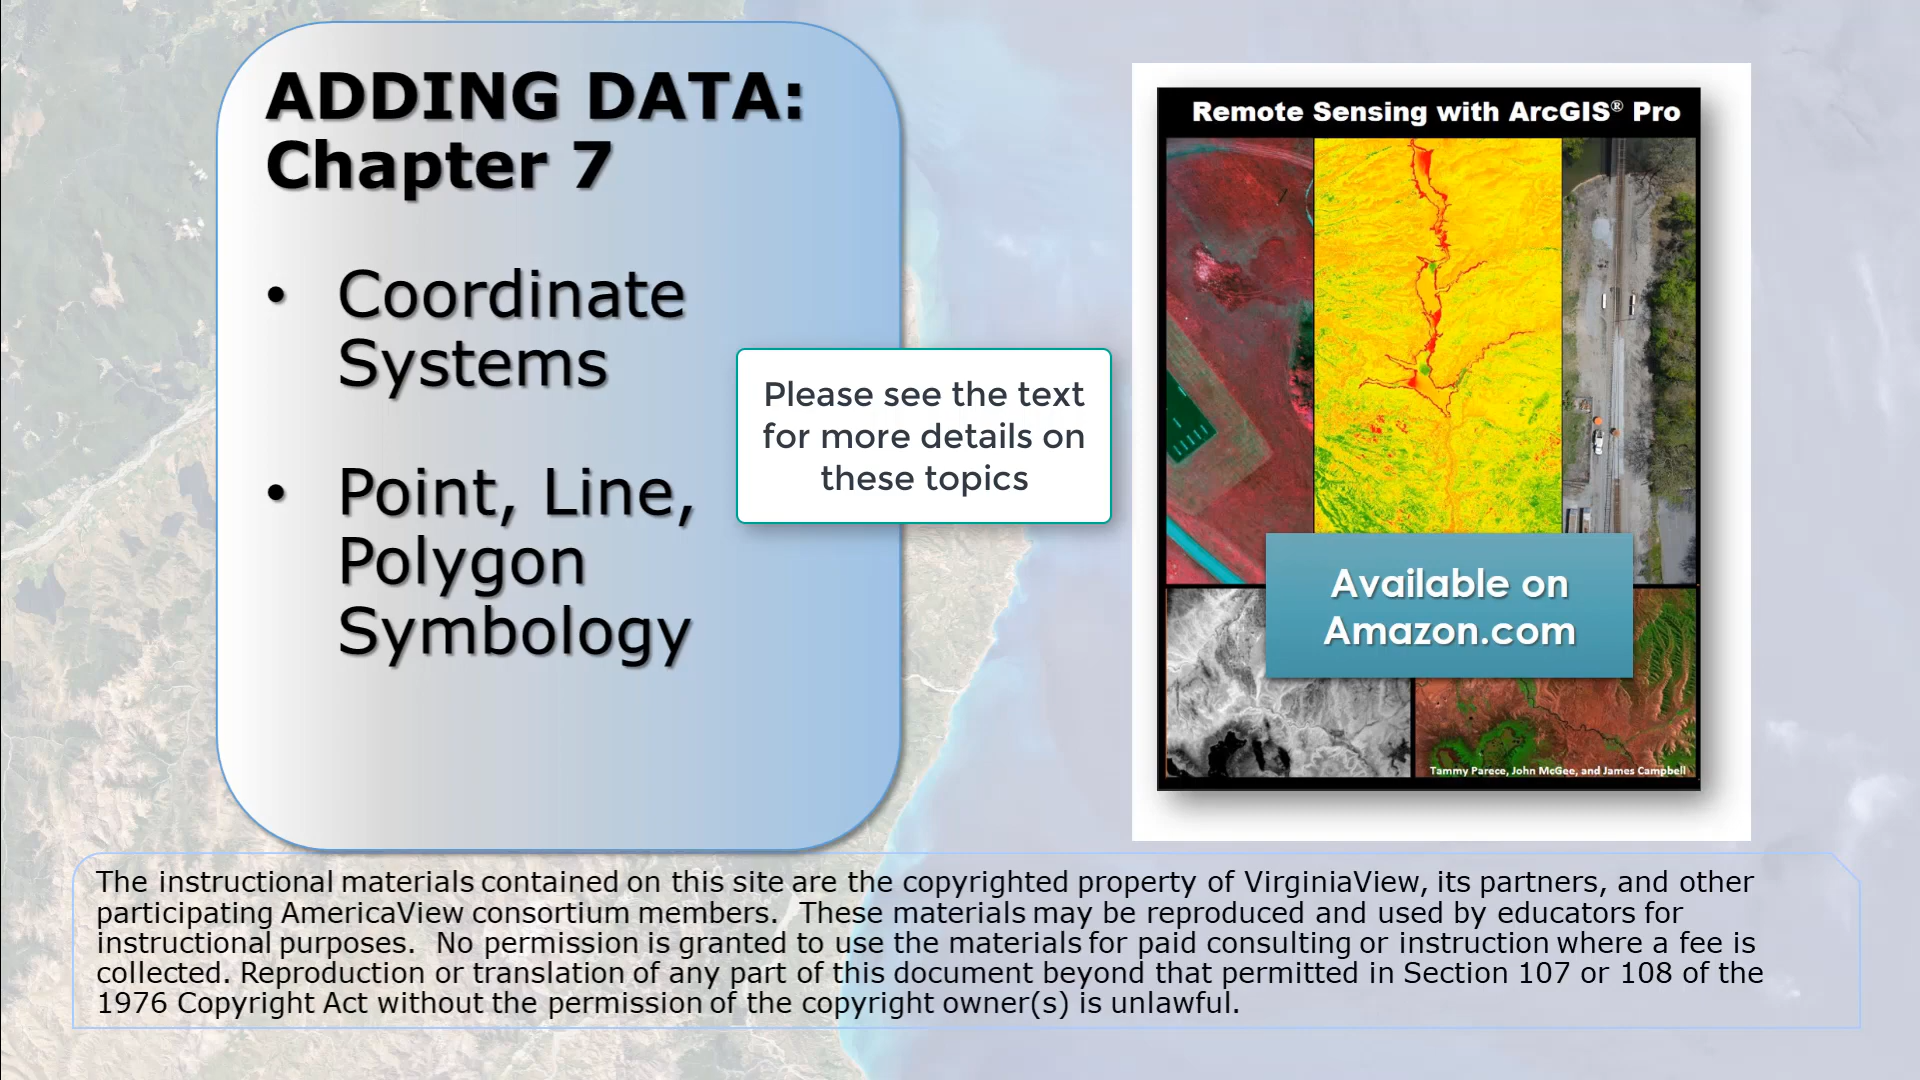 ADDING DATA:
Chapter 7
• Coordinate
Systems
• Point, Line,
Polygon
Symbology
Please see the text
for more details on
these topics
Remote Sensing with ArcGIS® Pro
Available on
Amazon.com
Tammy Parece, John McGee, and James Campbell
The instructional materials contained on this site are the copyrighted property of VirginiaView, its partners, and other
participating AmericaView consortium members.  These materials may be reproduced and used by educators for
instructional purposes.  No permission is granted to use the materials for paid consulting or instruction where a fee is
collected. Reproduction or translation of any part of this document beyond that permitted in Section 107 or 108 of the
1976 Copyright Act without the permission of the copyright owner(s) is unlawful.